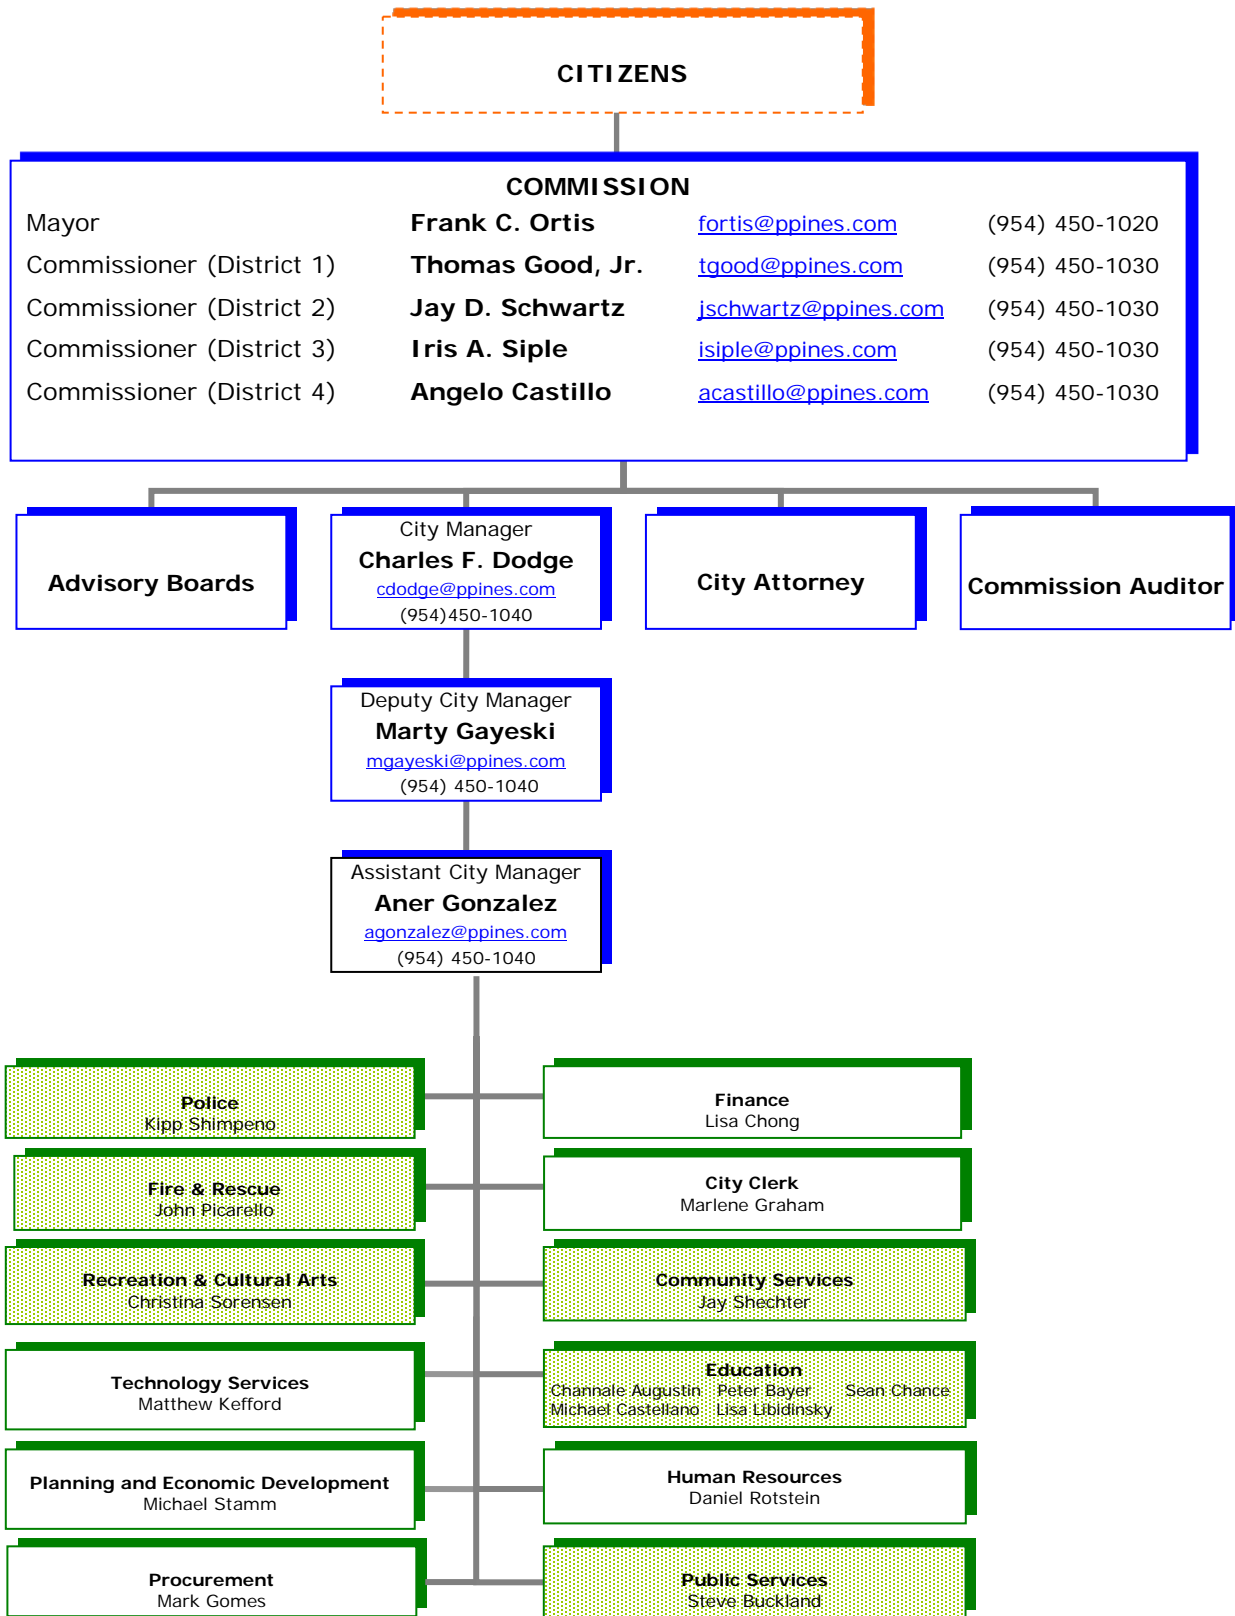 CITIZENS
COMMISSION
Mayor Frank C. Ortis fortis@ppines.com (954) 450-1020
Commissioner (District 1) Thomas Good, Jr. tgood@ppines.com (954) 450-1030
Commissioner (District 2) Jay D. Schwartz jschwartz@ppines.com (954) 450-1030
Commissioner (District 3) Iris A. Siple isiple@ppines.com (954) 450-1030
Commissioner (District 4) Angelo Castillo acastillo@ppines.com (954) 450-1030
Advisory Boards
City Manager
Charles F. Dodge
cdodge@ppines.com
(954)450-1040
City Attorney
Commission Auditor
Deputy City Manager
Marty Gayeski
mgayeski@ppines.com
(954) 450-1040
Assistant City Manager
Aner Gonzalez
agonzalez@ppines.com
(954) 450-1040
Police
Kipp Shimpeno
Finance
Lisa Chong
Fire & Rescue
John Picarello
City Clerk
Marlene Graham
Recreation & Cultural Arts
Christina Sorensen
Community Services
Jay Shechter
Technology Services
Matthew Kefford
Education
Channale Augustin Peter Bayer Sean Chance
Michael Castellano Lisa Libidinsky
Planning and Economic Development
Michael Stamm
Human Resources
Daniel Rotstein
Procurement
Mark Gomes
Public Services
Steve Buckland